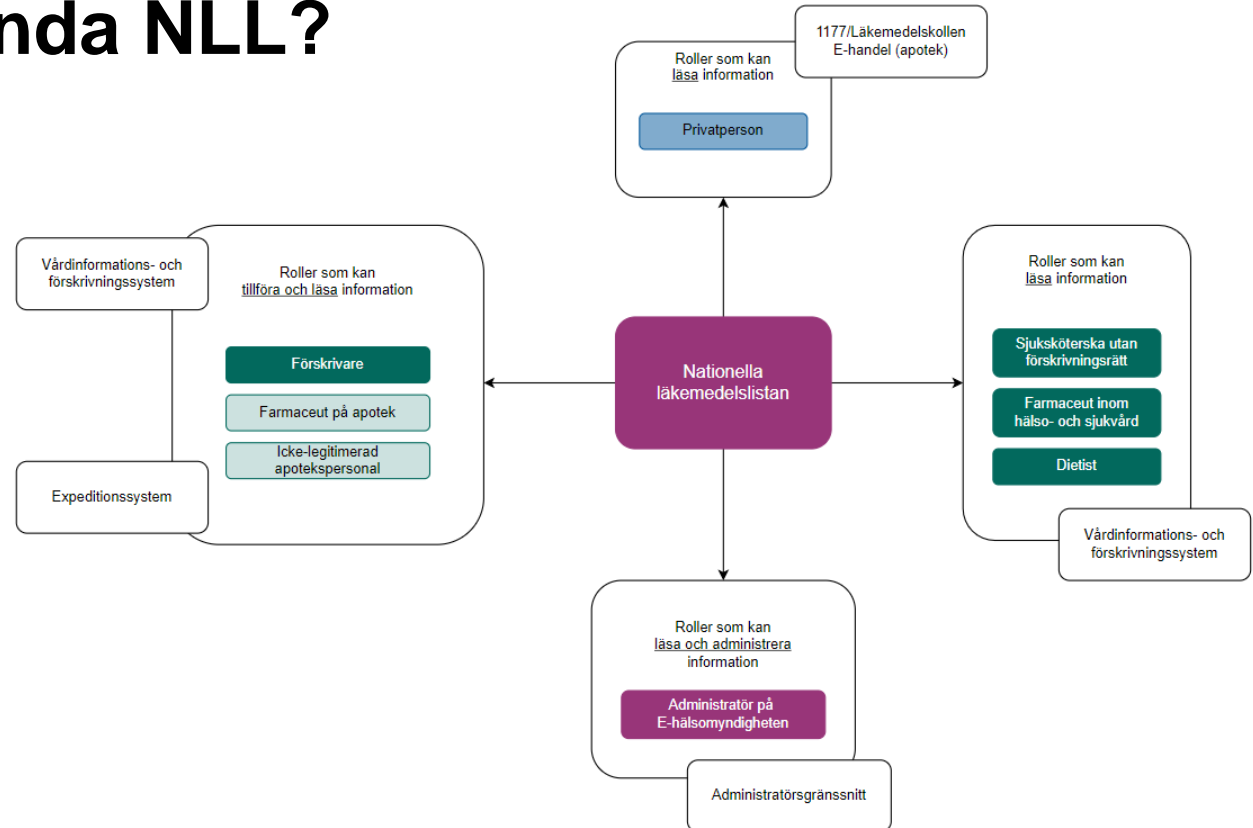 nda NLL?
1177/Läkemedelskollen
E-handel (apotek)
Roller som kan
läsa information
Privatperson
Vårdinformations- och
förskrivningssystem
Roller som kan
tillföra och läsa information
Förskrivare
Farmaceut på apotek
Icke-legitimerad
apotekspersonal
Expeditionssystem
Nationella
läkemedelslistan
Roller som kan
läsa information
Sjuksköterska utan
förskrivningsrätt
Farmaceut inom
hälso- och sjukvård
Dietist
Vårdinformations- och
förskrivningssystem
Roller som kan
läsa och administrera
information
Administratör på
E-hälsomyndigheten
Administratörsgränssnitt